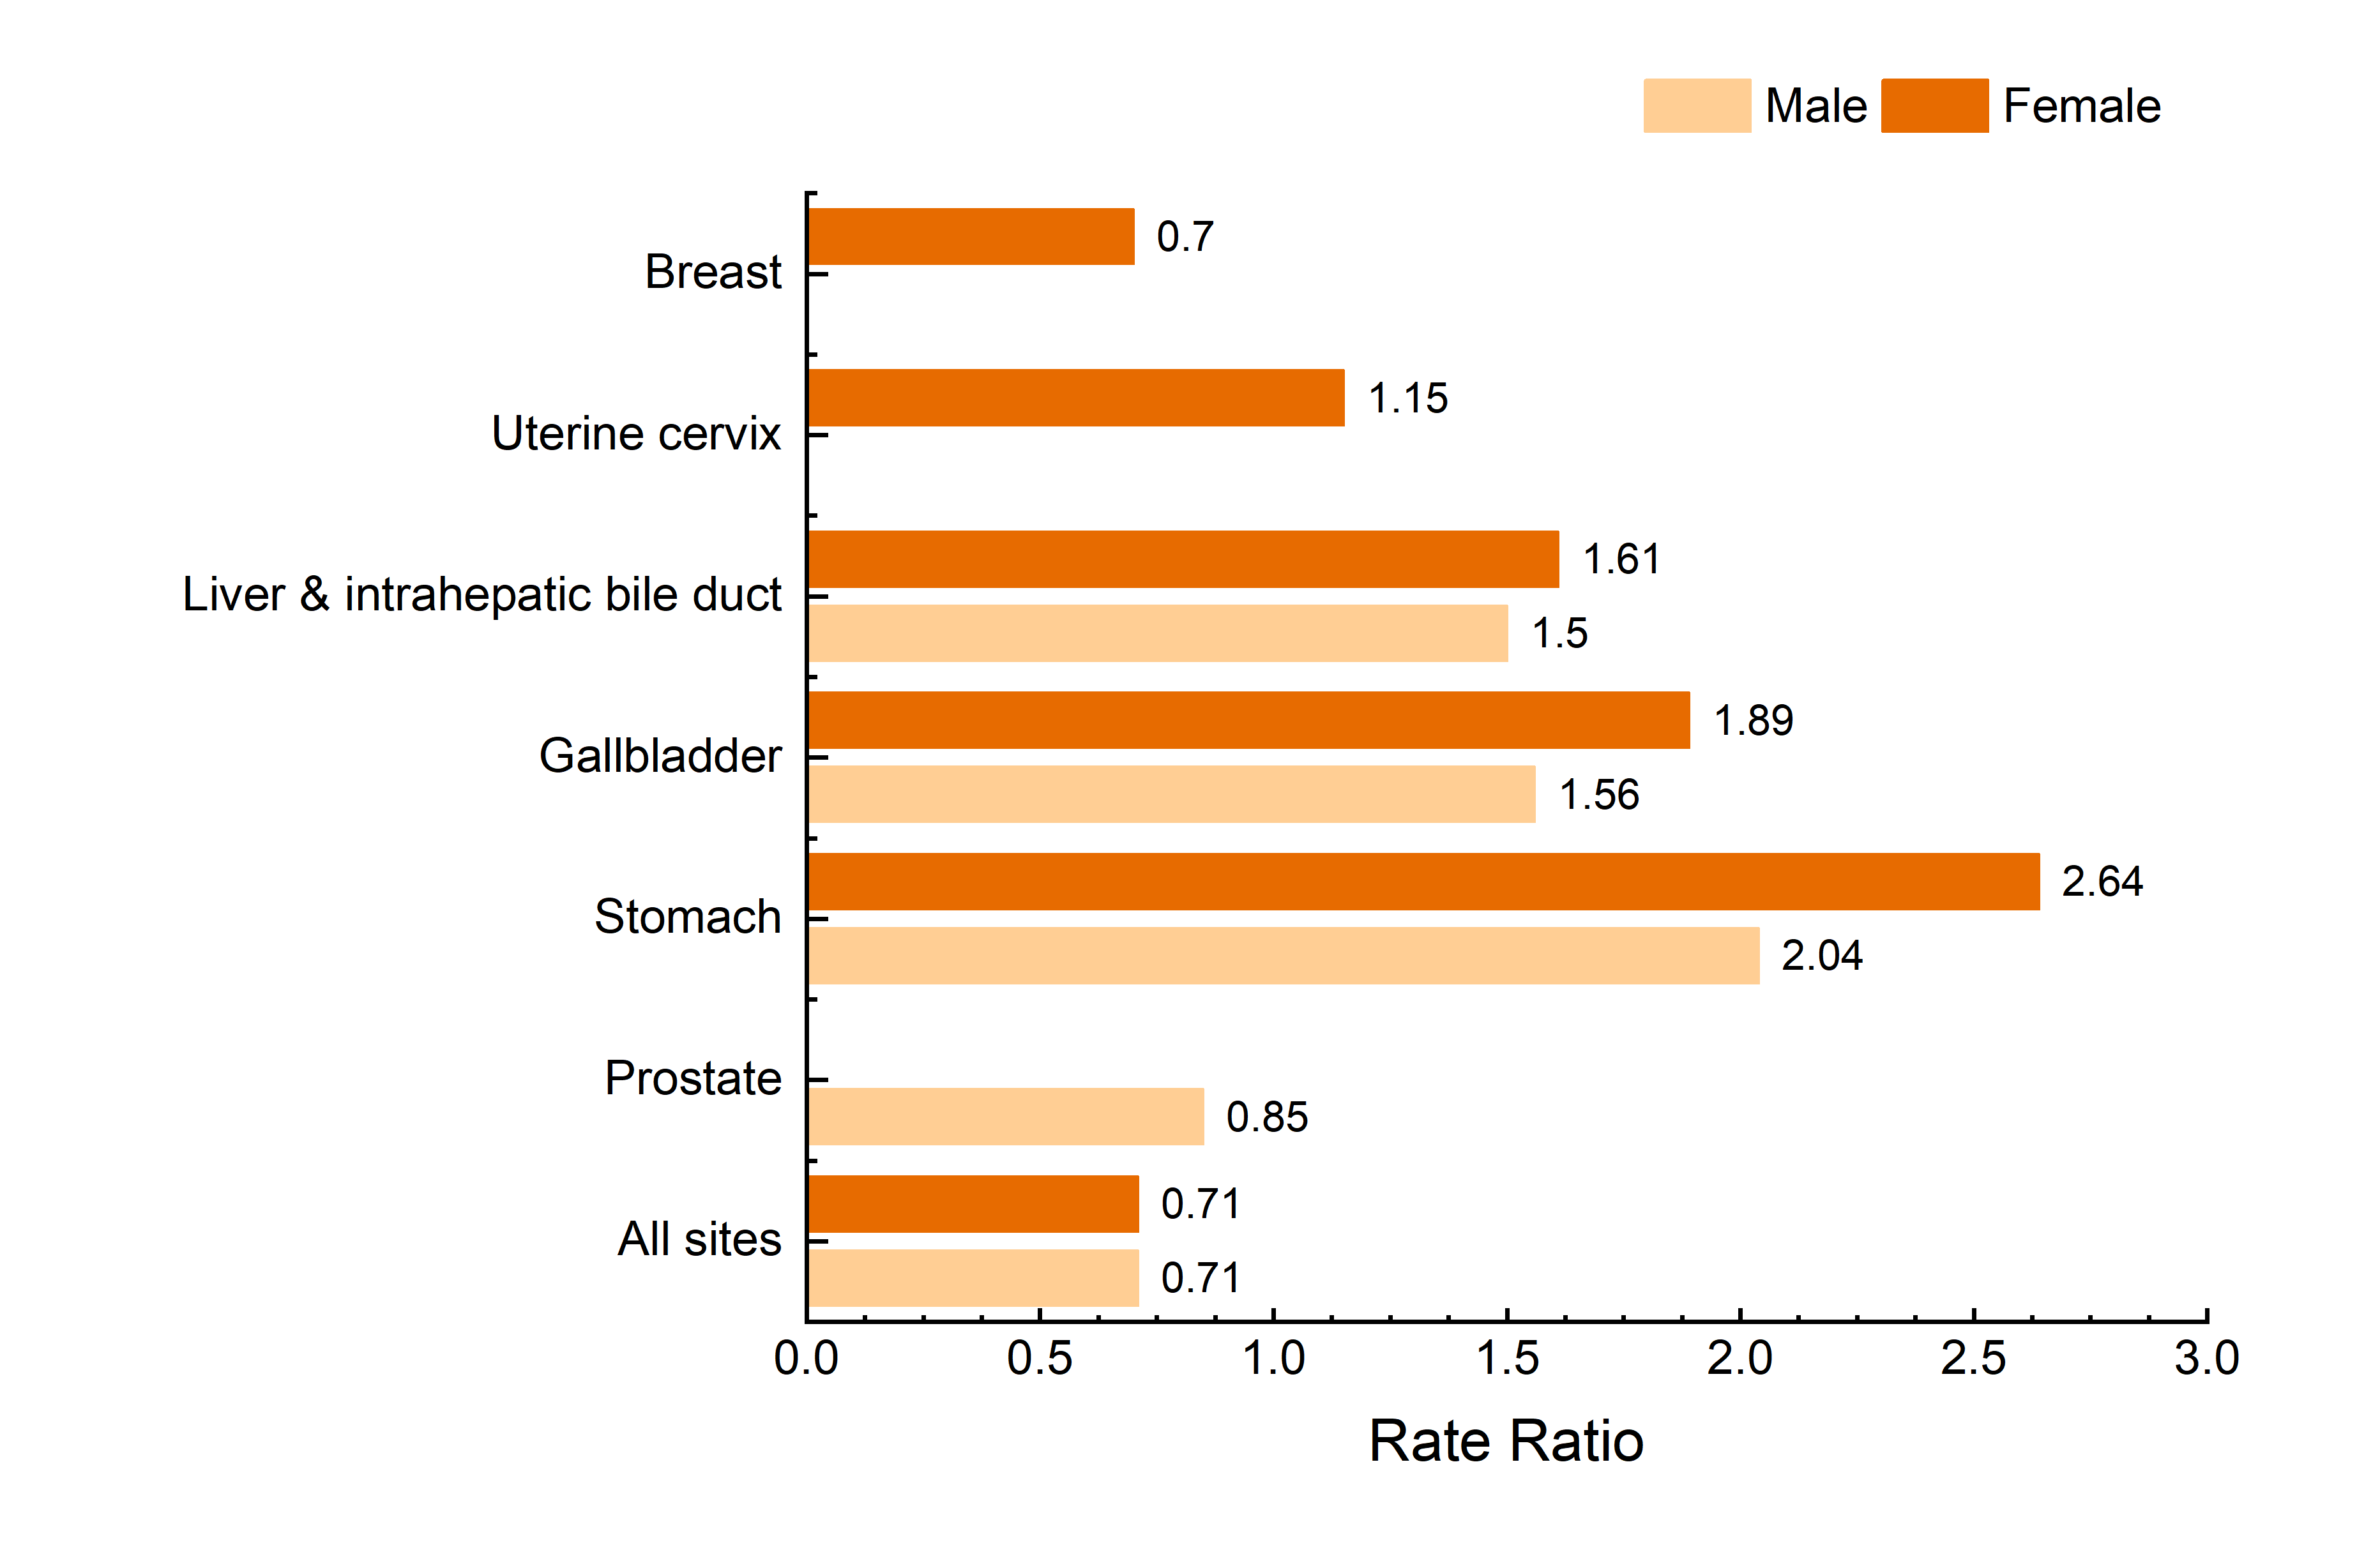 Male Female
Breast 0.7
Uterine cervix 1.15
Liver & intrahepatic bile duct 1.61
1.5
Gallbladder 1.89
1.56
Stomach 2.64
2.04
Prostate 0.85
All sites 0.71
0.71
0.0 0.5 1.0 1.5 2.0 2.5 3.0
Rate Ratio